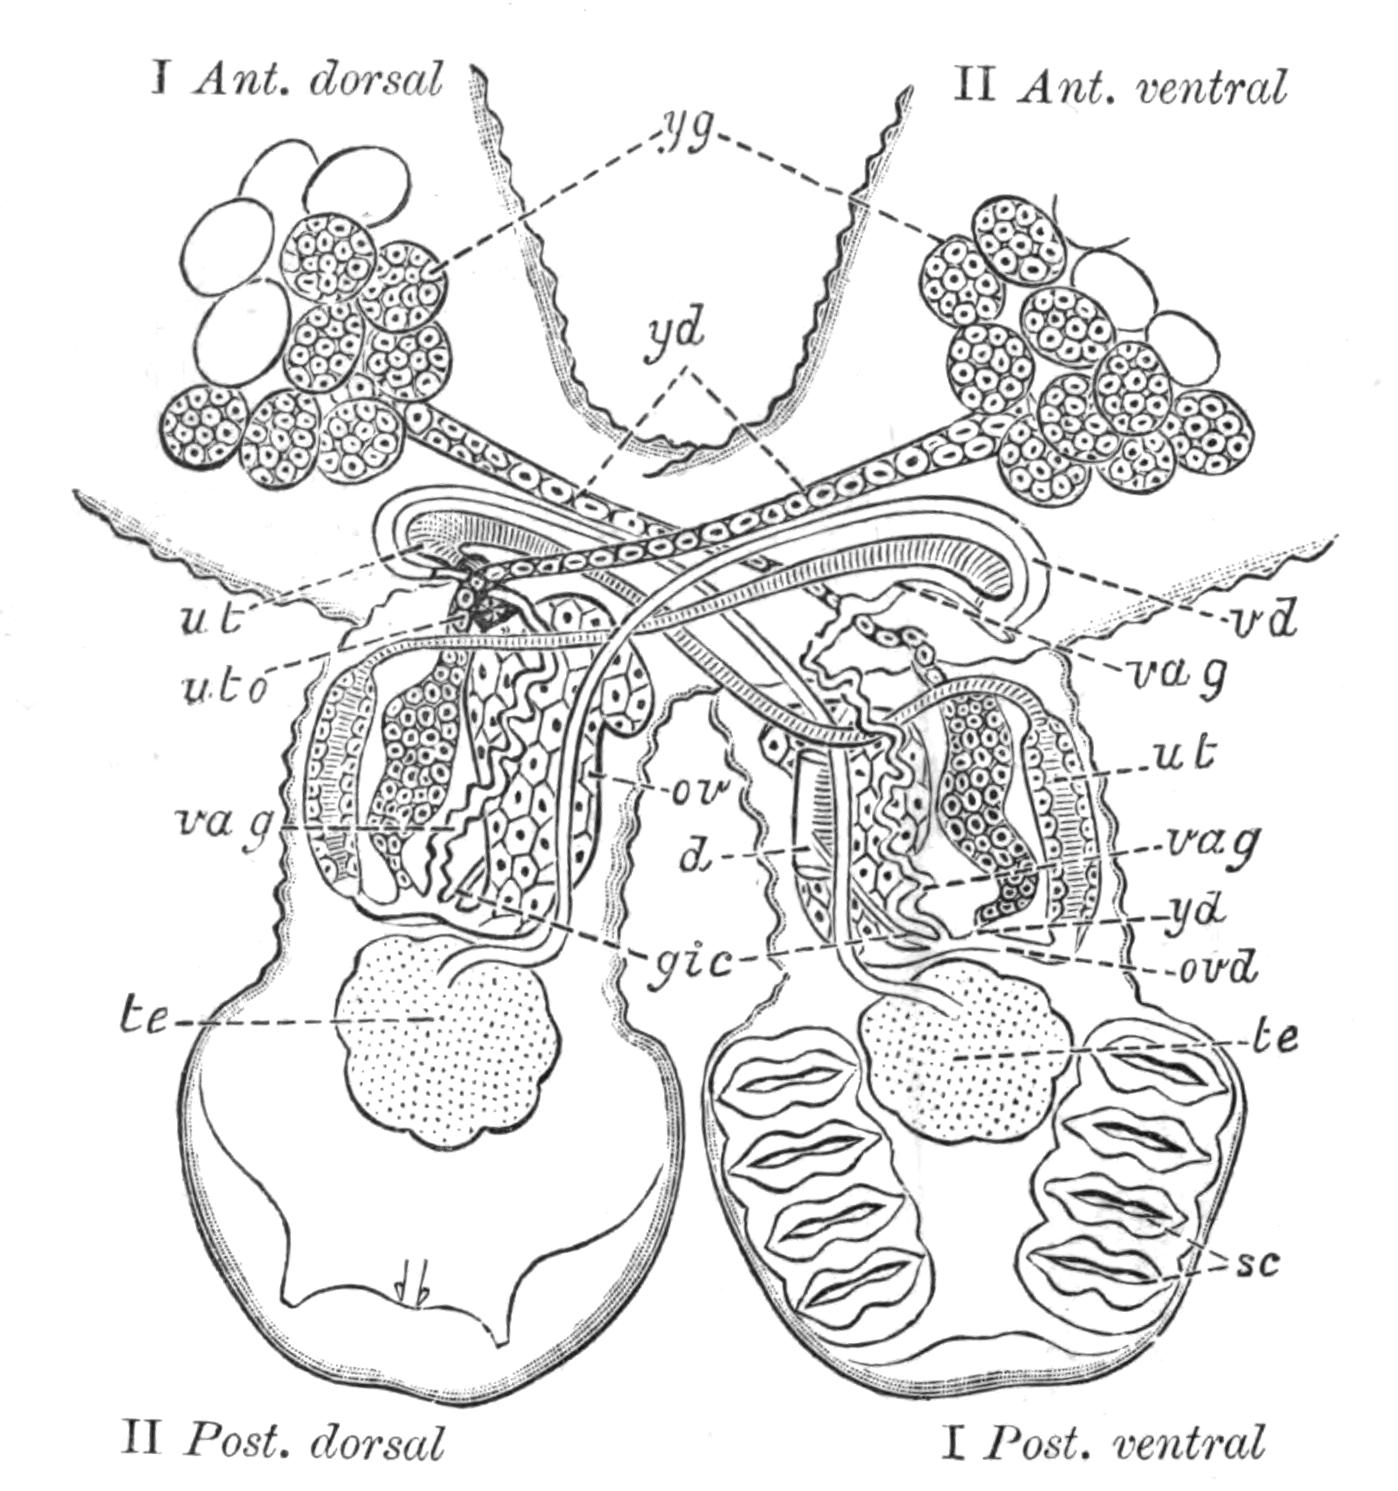 I Ant. dorsal
II Ant. ventral
yg
yd
ut
vd
uto
vag
ut
ov
vag
vag
d
yd
gic
ovd
te
te
sc
II Post. dorsal
I Post. ventral